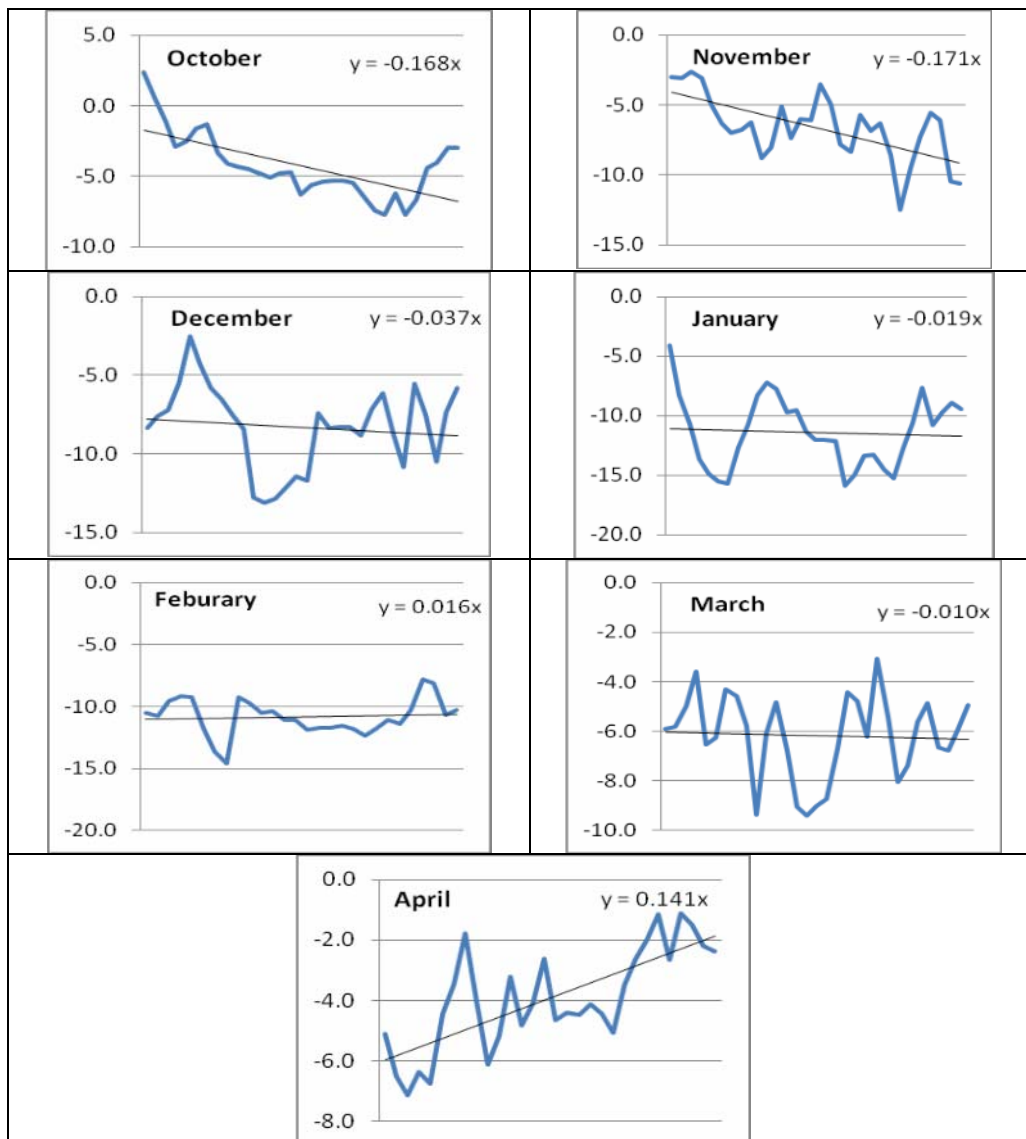 October
y = -0.168x
5.0
0.0
-5.0
-10.0
November
y = -0.171x
0.0
-5.0
-10.0
-15.0
December
y = -0.037x
0.0
-5.0
-10.0
-15.0
January
y = -0.019x
0.0
-5.0
-10.0
-15.0
-20.0
Feburary
y = 0.016x
0.0
-5.0
-10.0
-15.0
-20.0
March
y = -0.010x
0.0
-2.0
-4.0
-6.0
-8.0
-10.0
April
y = 0.141x
0.0
-2.0
-4.0
-6.0
-8.0